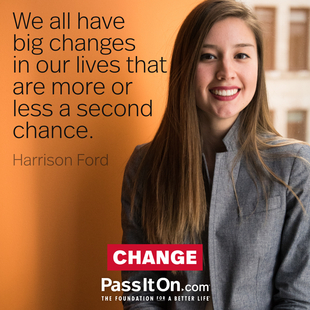 We all have
big changes
in our lives that
are more or
less a second
chance.
Harrison Ford
CHANGE
PassItOn.com
THE FOUNDATION FOR A BETTER LIFE